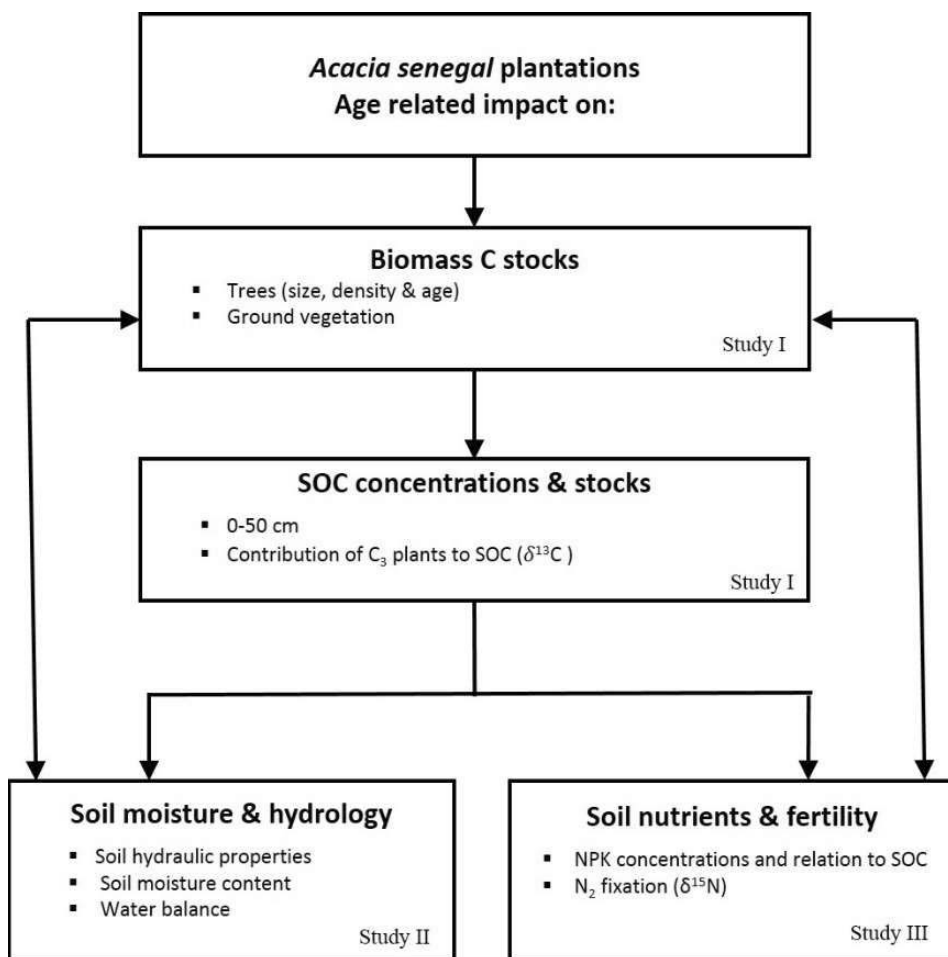 Acacia senegal plantations
Age related impact on:
Biomass C stocks
▪ Trees (size, density & age)
▪ Ground vegetation
Study I
SOC concentrations & stocks
▪ 0-50 cm
▪ Contribution of C₃ plants to SOC (δ¹³C )
Study I
Soil moisture & hydrology
▪ Soil hydraulic properties
▪ Soil moisture content
▪ Water balance
Study II
Soil nutrients & fertility
▪ NPK concentrations and relation to SOC
▪ N₂ fixation (δ¹⁵N)
Study III